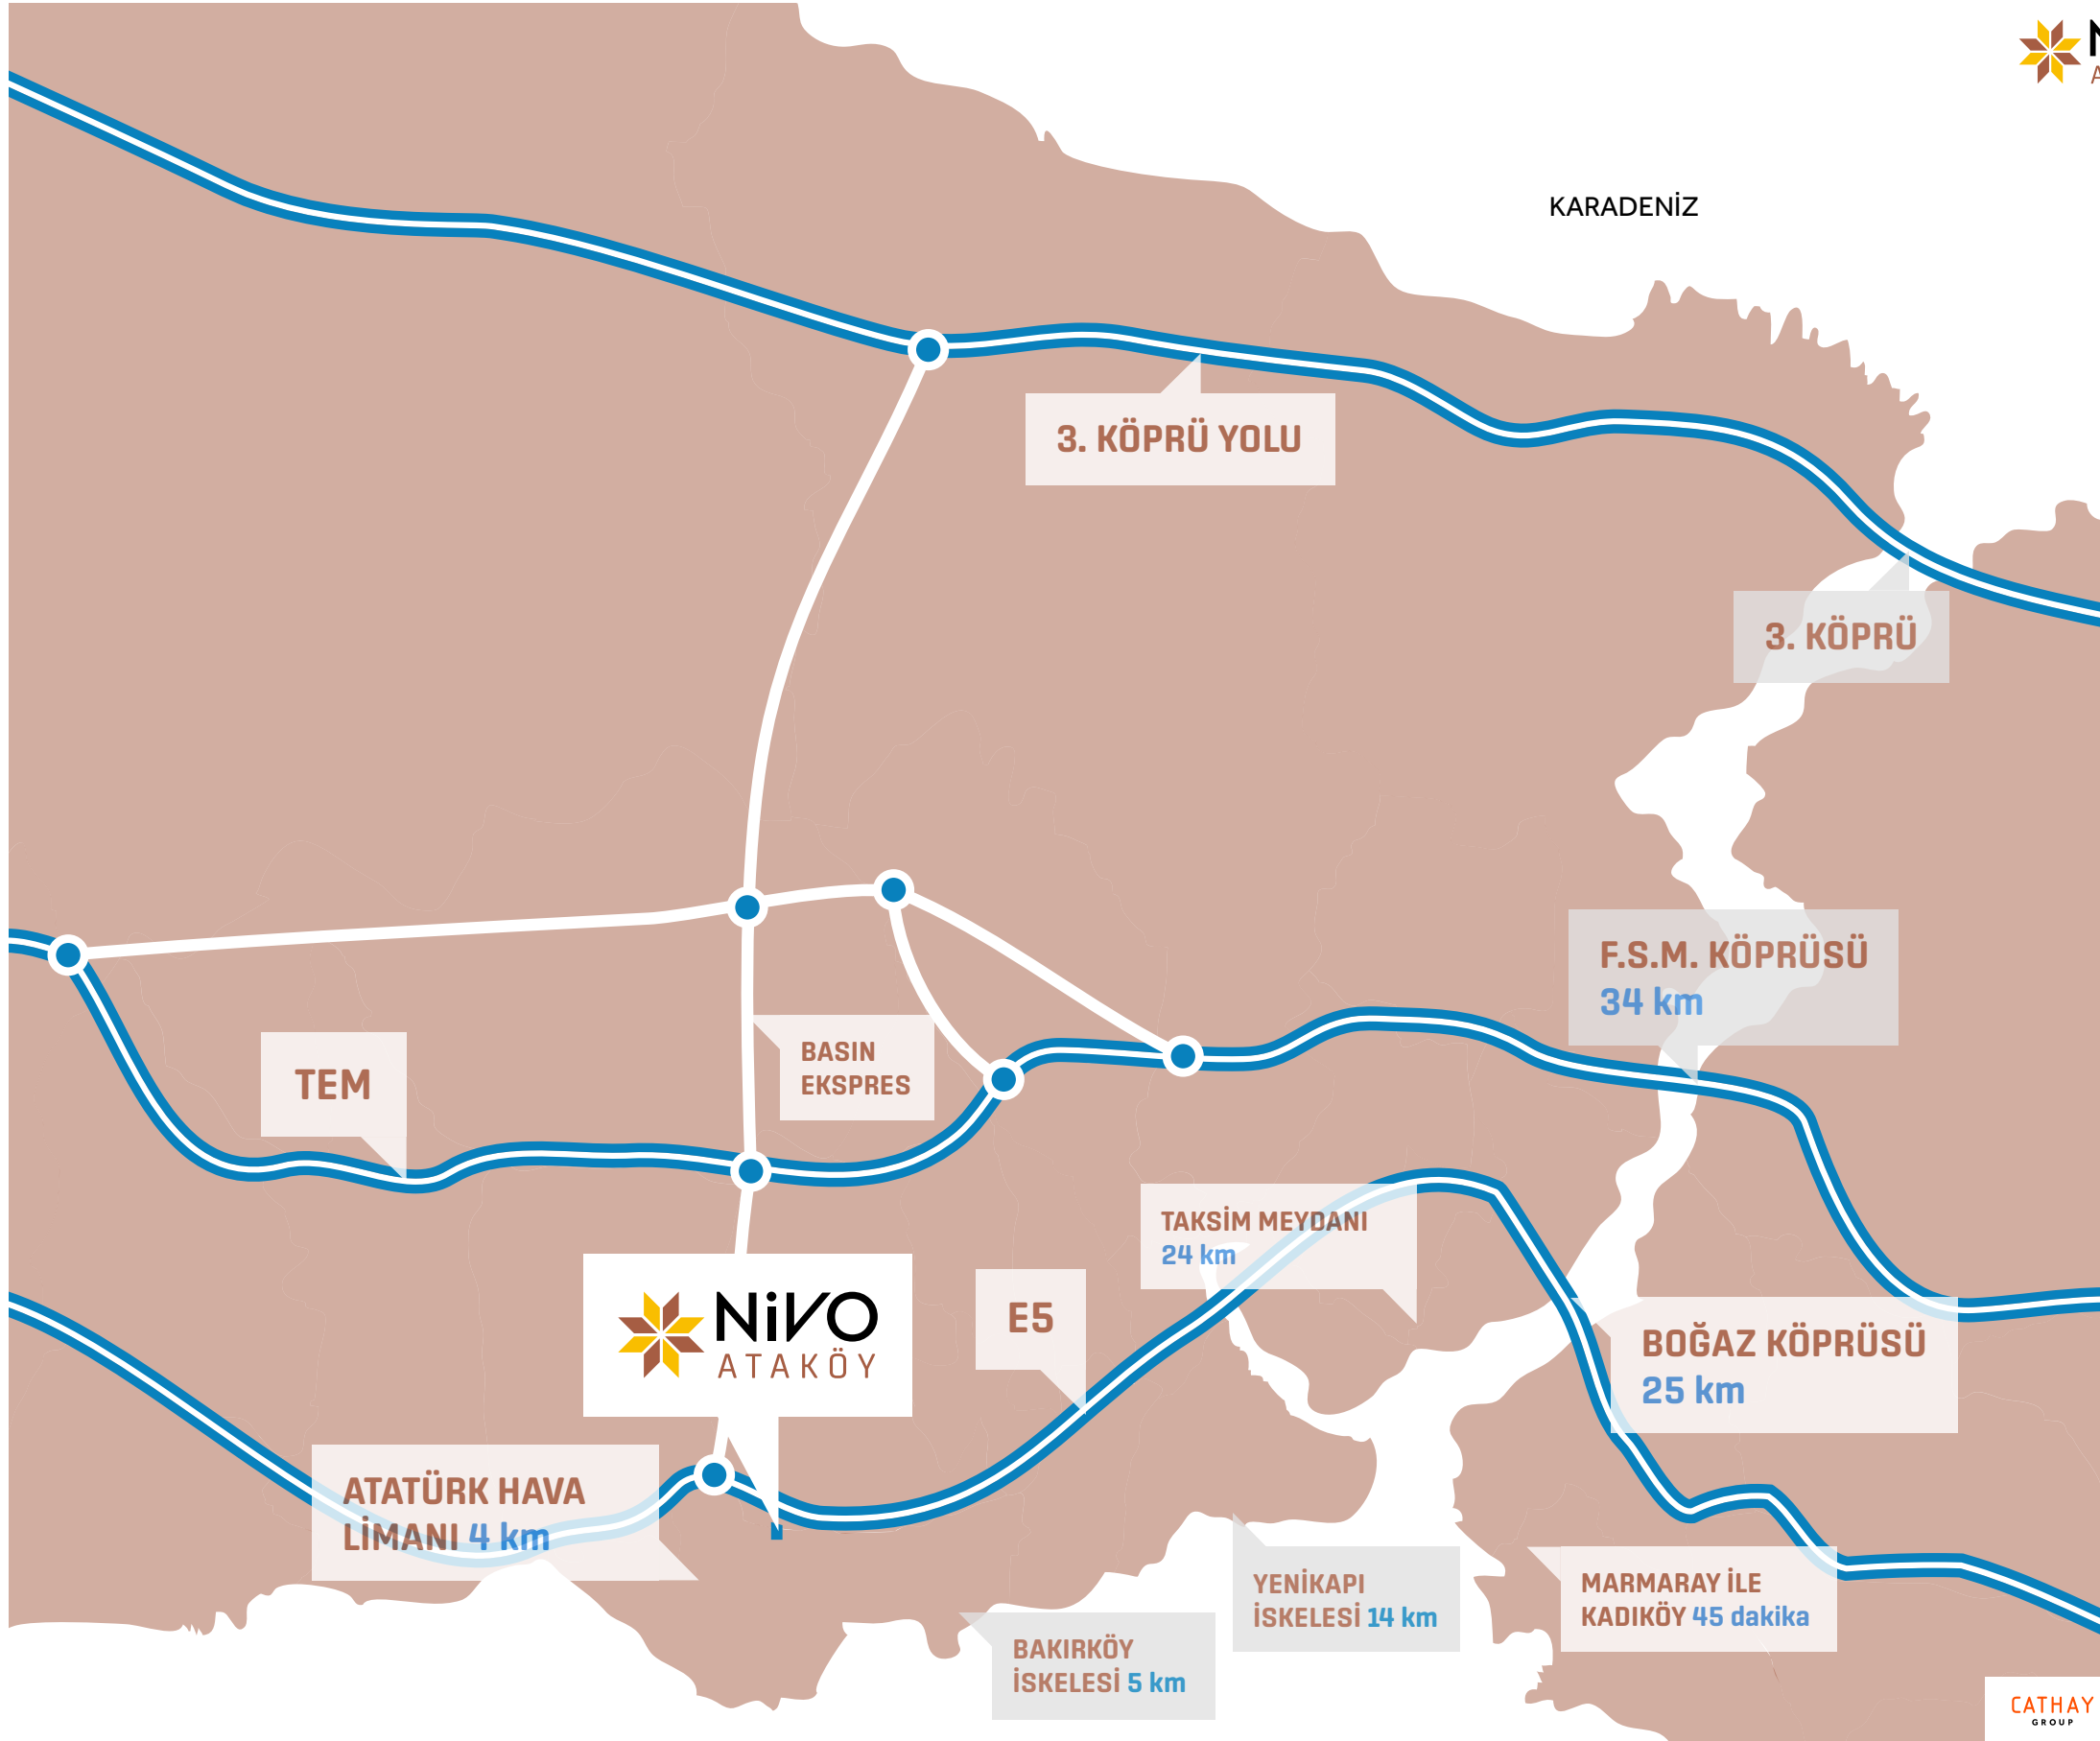 KARADENİZ
3. KÖPRÜ YOLU
3. KÖPRÜ
F.S.M. KÖPRÜSÜ
34 km
BASIN
EKSPRES
TEM
TAKSİM MEYDANI
24 km
NiVO
ATAKÖY
E5
BOĞAZ KÖPRÜSÜ
25 km
ATATÜRK HAVA
LİMANI 4 km
YENİKAPI
İSKELESİ 14 km
MARMARAY İLE
KADIKÖY 45 dakika
BAKIRKÖY
İSKELESİ 5 km
CATHAY
GROUP